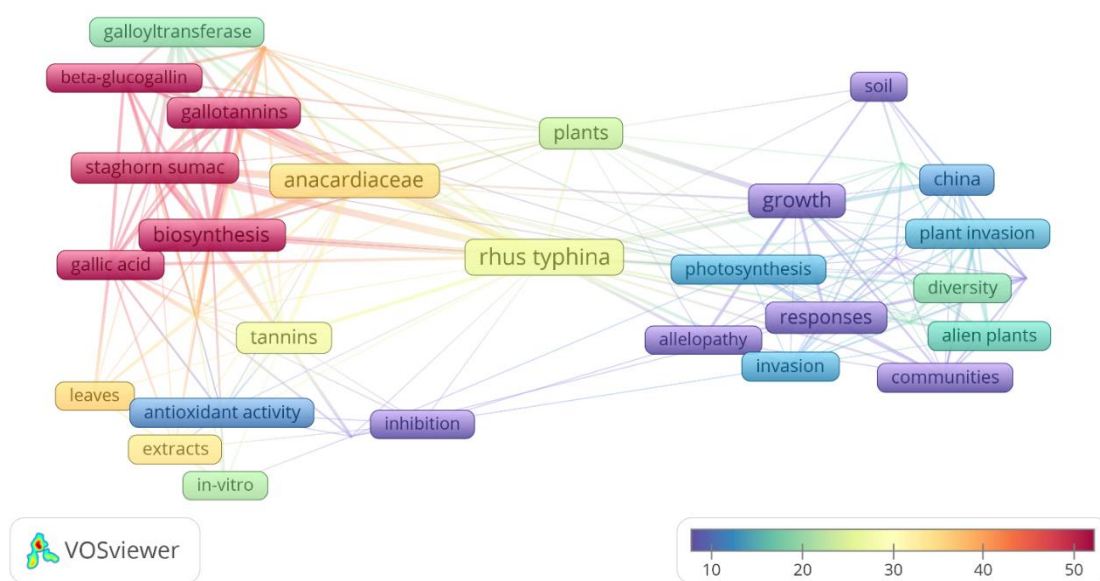 galloyltransferase
beta-glucogallin
gallotannins
staghorn sumac
anacardiaceae
biosynthesis
gallic acid
tannins
leaves
antioxidant activity
extracts
in-vitro
inhibition
plants
rhus typhina
soil
growth
china
plant invasion
photosynthesis
diversity
responses
alien plants
allelopathy
invasion
communities
VOSviewer
10 20 30 40 50